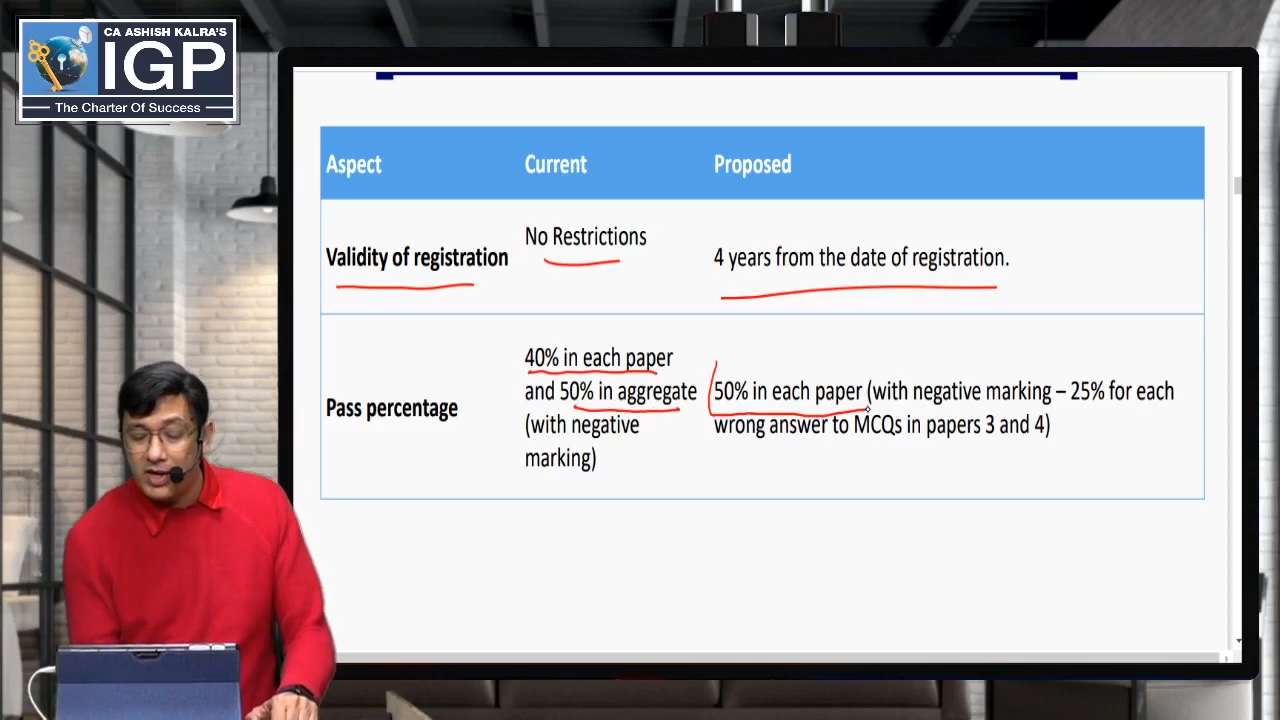 CA ASHISH KALRA'S
IGP
The Charter Of Success
Aspect Current Proposed
Validity of registration No Restrictions 4 years from the date of registration.
Pass percentage 40% in each paper
and 50% in aggregate
(with negative
marking)
50% in each paper (with negative marking – 25% for each
wrong answer to MCQs in papers 3 and 4)